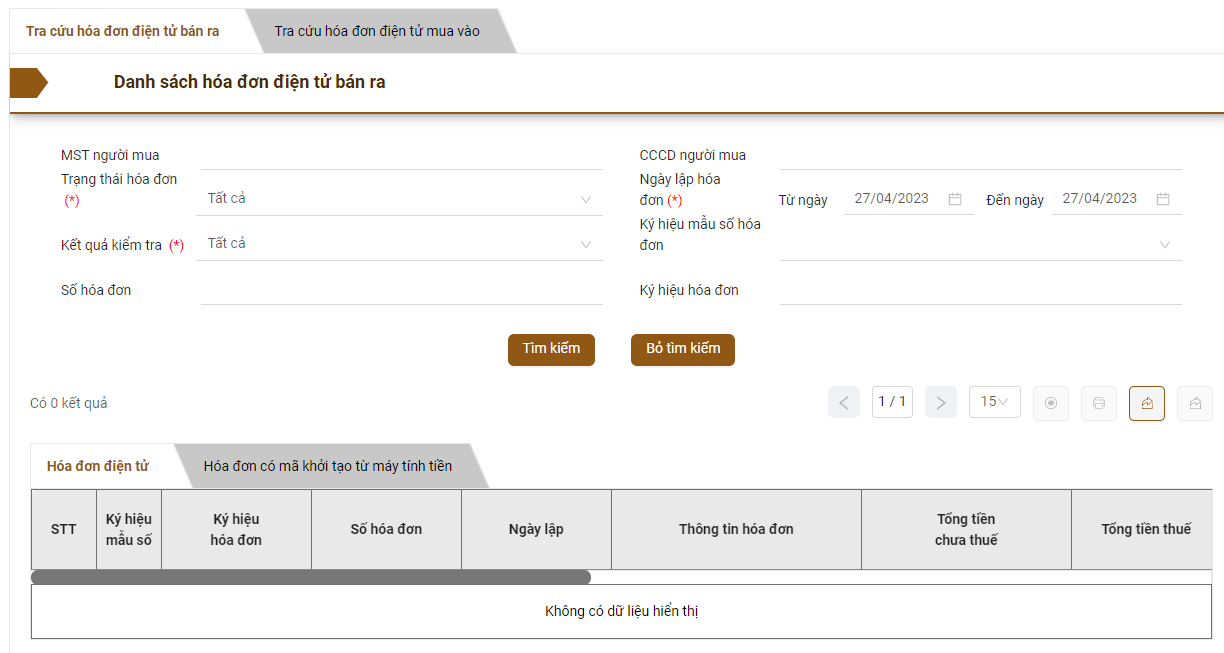 Tra cứu hóa đơn điện tử bán ra
Tra cứu hóa đơn điện tử mua vào
Danh sách hóa đơn điện tử bán ra
MST người mua
CCCD người mua
Trạng thái hóa đơn
(*)
Tất cả
Ngày lập hóa
đơn (*)
Từ ngày
27/04/2023
Đến ngày
27/04/2023
Kết quả kiểm tra (*)
Tất cả
Ký hiệu mẫu số hóa
đơn
Số hóa đơn
Ký hiệu hóa đơn
Tìm kiếm
Bỏ tìm kiếm
Có 0 kết quả
1 / 1
15
Hóa đơn điện tử
Hóa đơn có mã khởi tạo từ máy tính tiền
STT
Ký hiệu
mẫu số
Ký hiệu
hóa đơn
Số hóa đơn
Ngày lập
Thông tin hóa đơn
Tổng tiền
chưa thuế
Tổng tiền thuế
Không có dữ liệu hiển thị